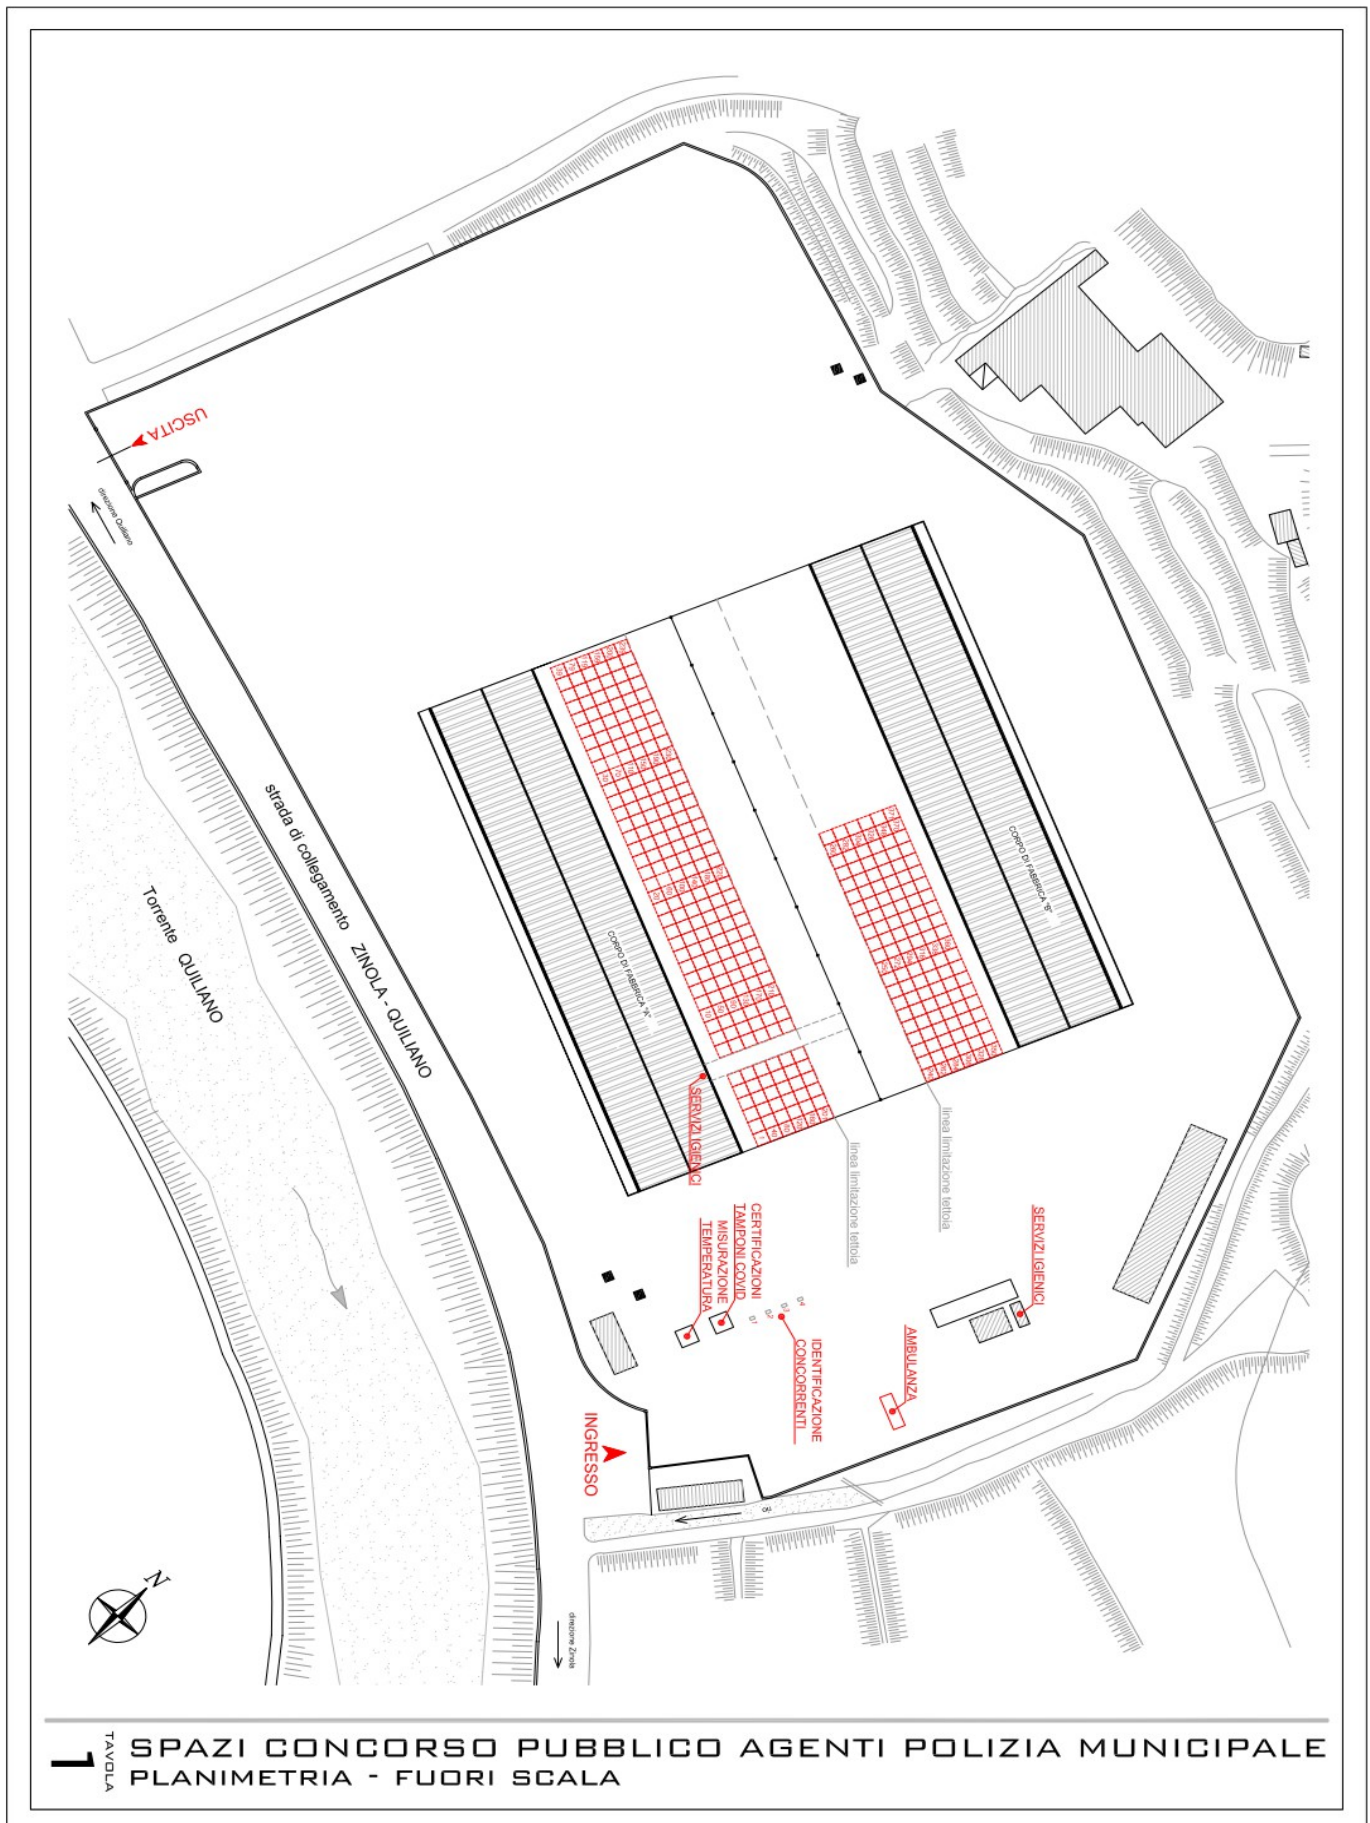 USCITA
direzione Quiliano
strada di collegamento ZINOLA - QUILIANO
Torrente QUILIANO
CORPO DI FABBRICA "B"
CORPO DI FABBRICA "A"
SERVIZI IGIENICI
linea limitazione tettoia
linea limitazione tettoia
SERVIZI IGIENICI
CERTIFICAZIONI
TAMPONI COVID
MISURAZIONE
TEMPERATURA
IDENTIFICAZIONE
CONCORRENTI
AMBULANZA
INGRESSO
direzione Zinola
N
TAVOLA
1
SPAZI CONCORSO PUBBLICO AGENTI POLIZIA MUNICIPALE
PLANIMETRIA - FUORI SCALA